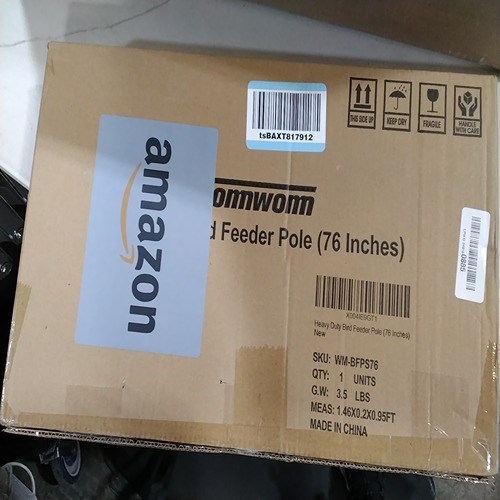 tsBAXT817912
THIS SIDE UP
KEEP DRY
FRAGILE
HANDLE
WITH CARE
amazon
omwom
d Feeder Pole (76 Inches)
X004IE9G71
Heavy Duty Bird Feeder Pole (76 Inches)
New
SKU: WM-BFPS76
QTY: 1 UNITS
G.W: 3.5 LBS
MEAS: 1.46X0.2X0.95FT
MADE IN CHINA